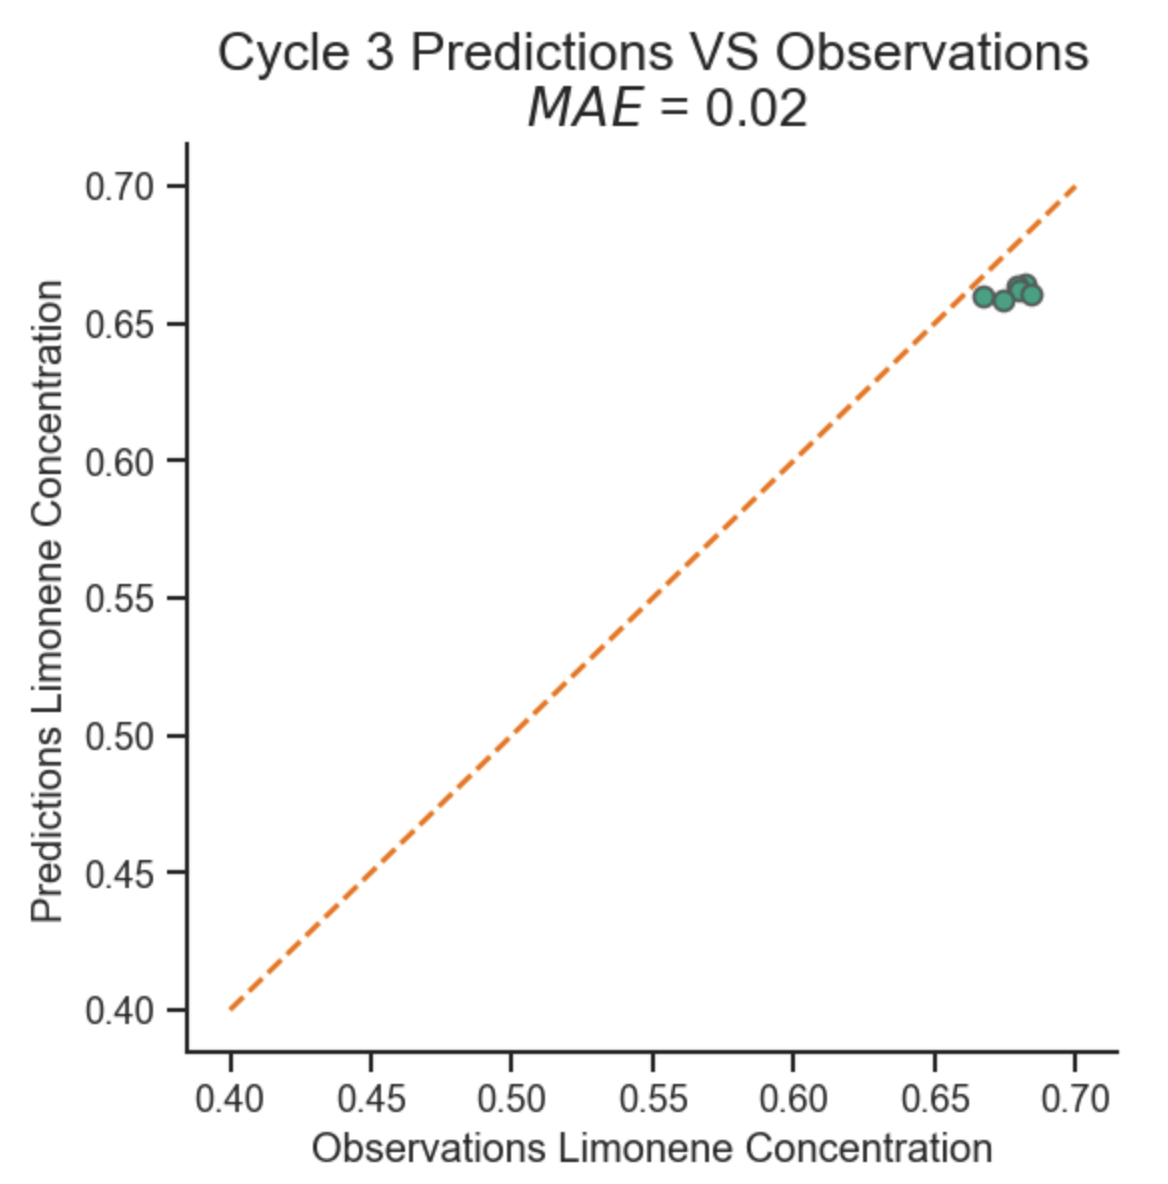 Cycle 3 Predictions VS Observations
MAE = 0.02
Predictions Limonene Concentration
0.70
0.65
0.60
0.55
0.50
0.45
0.40
0.40 0.45 0.50 0.55 0.60 0.65 0.70
Observations Limonene Concentration